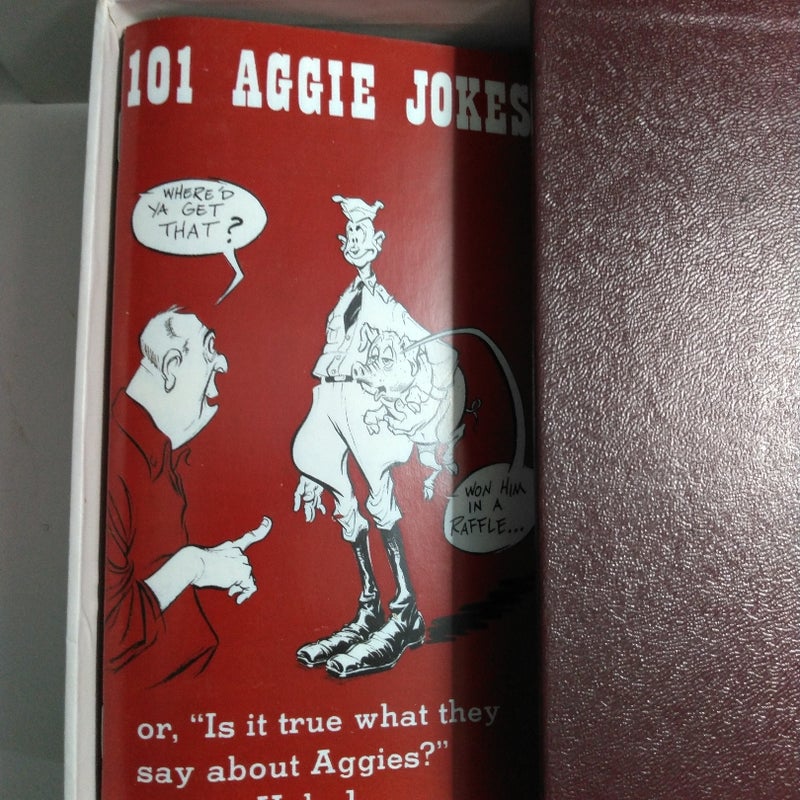 101 AGGIE JOKES
WHERE'D
YA GET
THAT?
WON HIM
IN A
RAFFLE...
or, "Is it true what they
say about Aggies?"